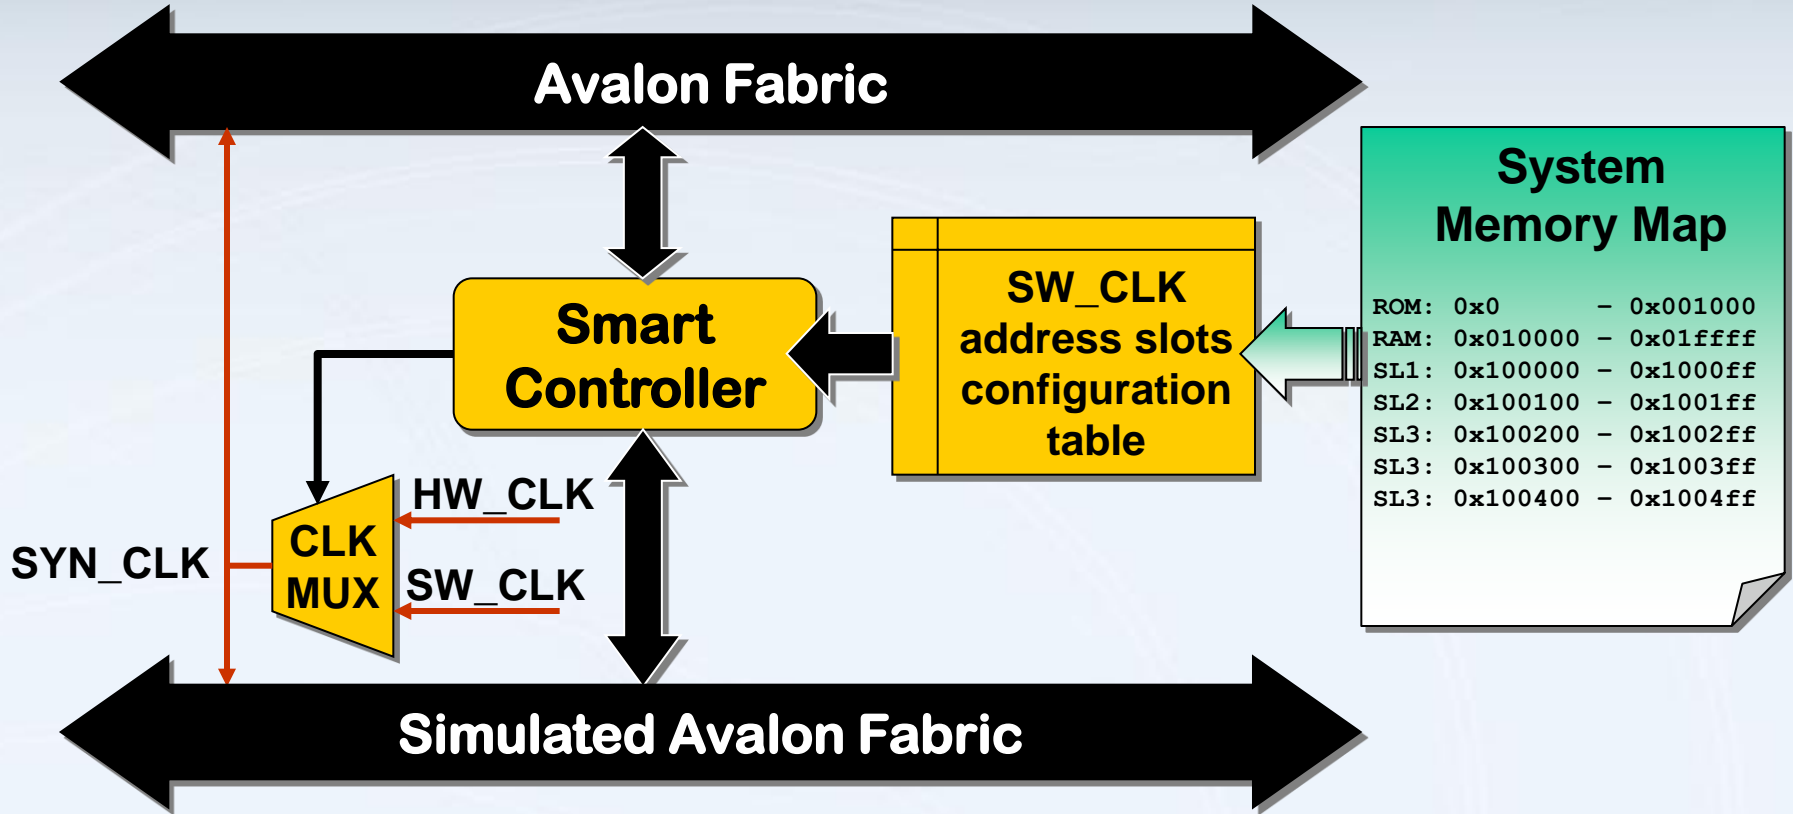 Avalon Fabric
System
Memory Map
ROM: 0x0 – 0x001000
RAM: 0x010000 – 0x01ffff
SL1: 0x100000 – 0x1000ff
SL2: 0x100100 – 0x1001ff
SL3: 0x100200 – 0x1002ff
SL3: 0x100300 – 0x1003ff
SL3: 0x100400 – 0x1004ff
SW_CLK
address slots
configuration
table
Smart
Controller
HW_CLK
CLK
MUX
SYN_CLK
SW_CLK
Simulated Avalon Fabric